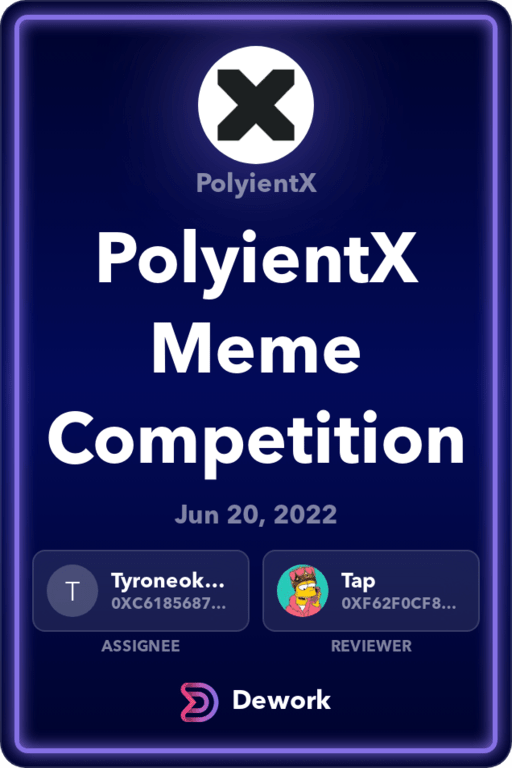 PolyientX
PolyientX
Meme
Competition
Jun 20, 2022
Tyroneok...
0XC6185687...
ASSIGNEE
Tap
0XF62F0CF8...
REVIEWER
Dework